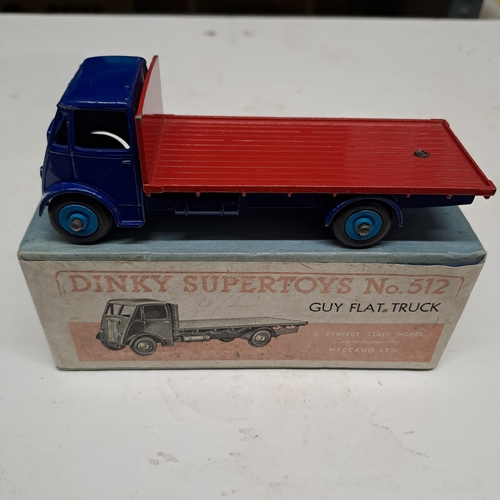 DINKY SUPERTOYS No. 512
GUY FLAT TRUCK
A PERFECT SCALE MODEL
MECCANO LTD.